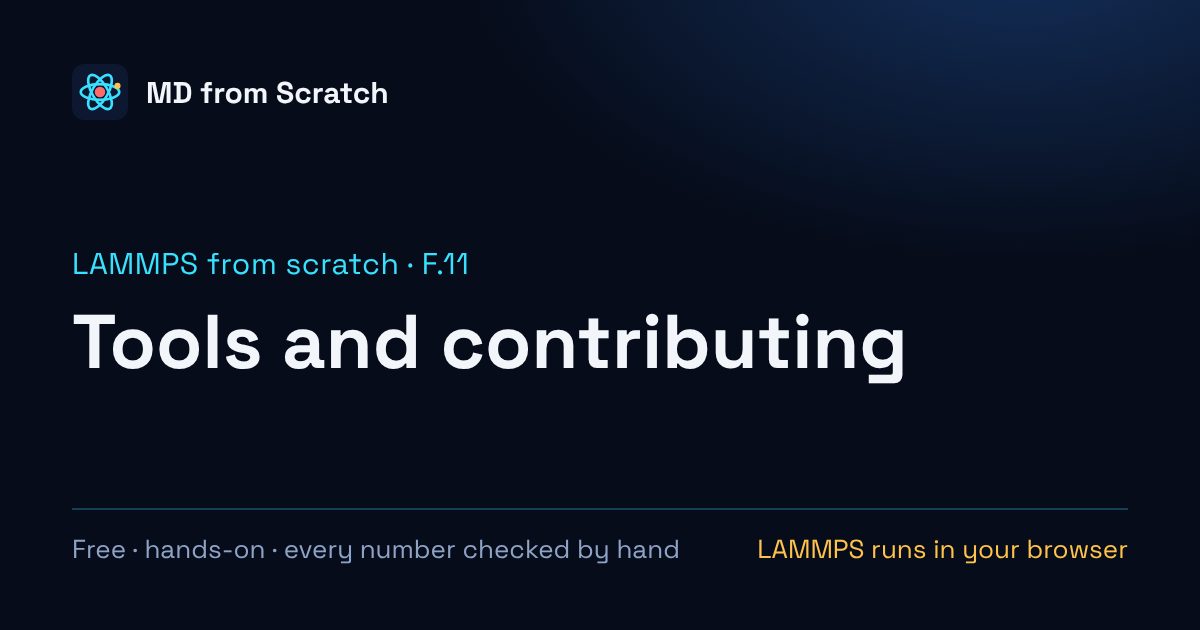 MD from Scratch
LAMMPS from scratch · F.11
Tools and contributing
Free · hands-on · every number checked by hand
LAMMPS runs in your browser